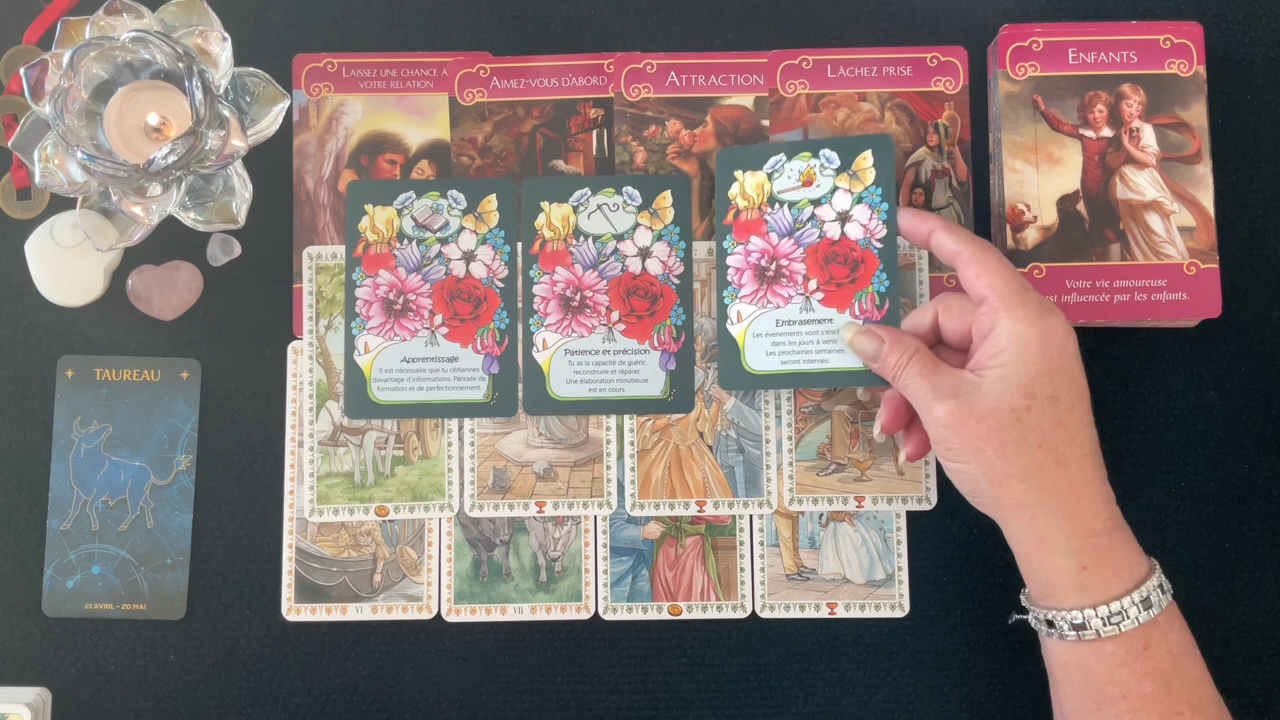 LAISSEZ UNE CHANCE À
VOTRE RELATION
AIMEZ-VOUS D'ABORD
ATTRACTION
LÂCHEZ PRISE
ENFANTS
Votre vie amoureuse
est influencée par les enfants.
TAUREAU
21 AVRIL - 20 MAI
Apprentissage
Il est nécessaire que tu obtiennes
davantage d'informations. Période de
formation et de perfectionnement.
Patience et précision
Tu as la capacité de guérir,
reconstruire et réparer.
Une élaboration minutieuse
est en cours.
Embrasement
Les évenements vont s'ench
dans les jours à venir
Les prochaines semaines
seront intenses.
VI
VII